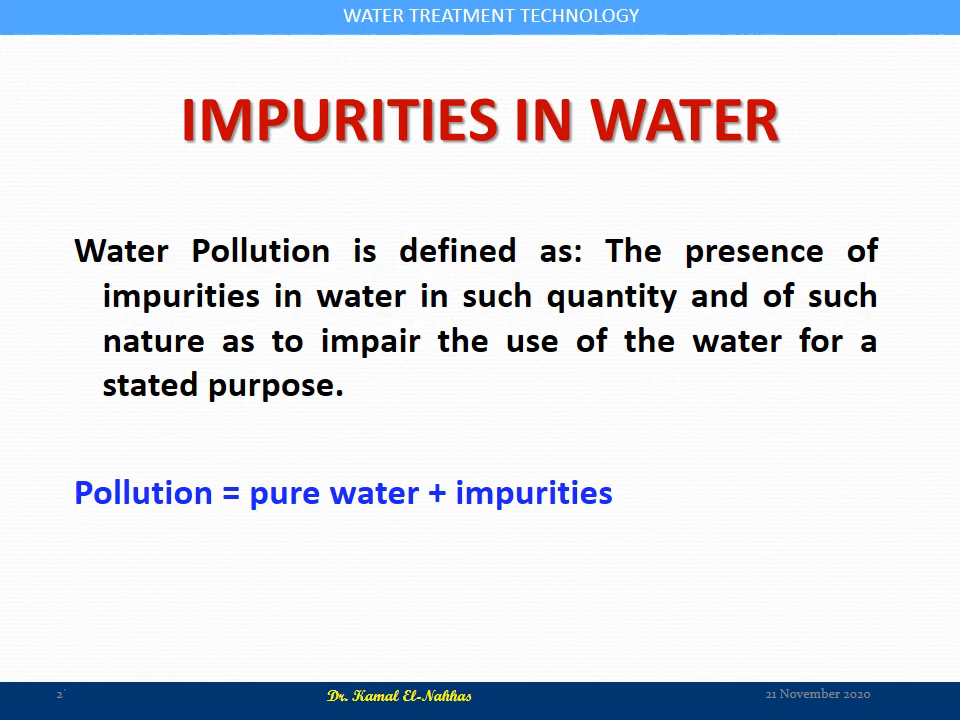 WATER TREATMENT TECHNOLOGY
IMPURITIES IN WATER
Water Pollution is defined as: The presence of
impurities in water in such quantity and of such
nature as to impair the use of the water for a
stated purpose.
Pollution = pure water + impurities
Dr. Kamal El-Nahhas
21 November 2020